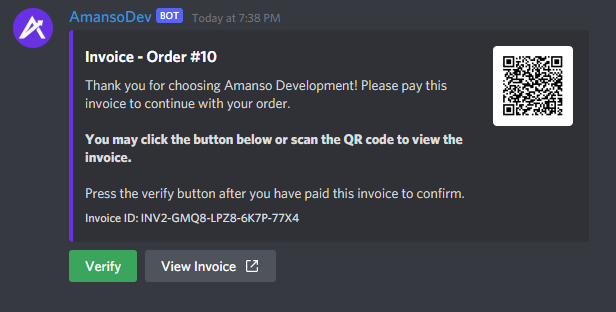 AmansoDev BOT Today at 7:38 PM
Invoice - Order #10
Thank you for choosing Amanso Development! Please pay this
invoice to continue with your order.
You may click the button below or scan the QR code to view the
invoice.
Press the verify button after you have paid this invoice to confirm.
Invoice ID: INV2-GMQ8-LPZ8-6K7P-77X4
Verify
View Invoice